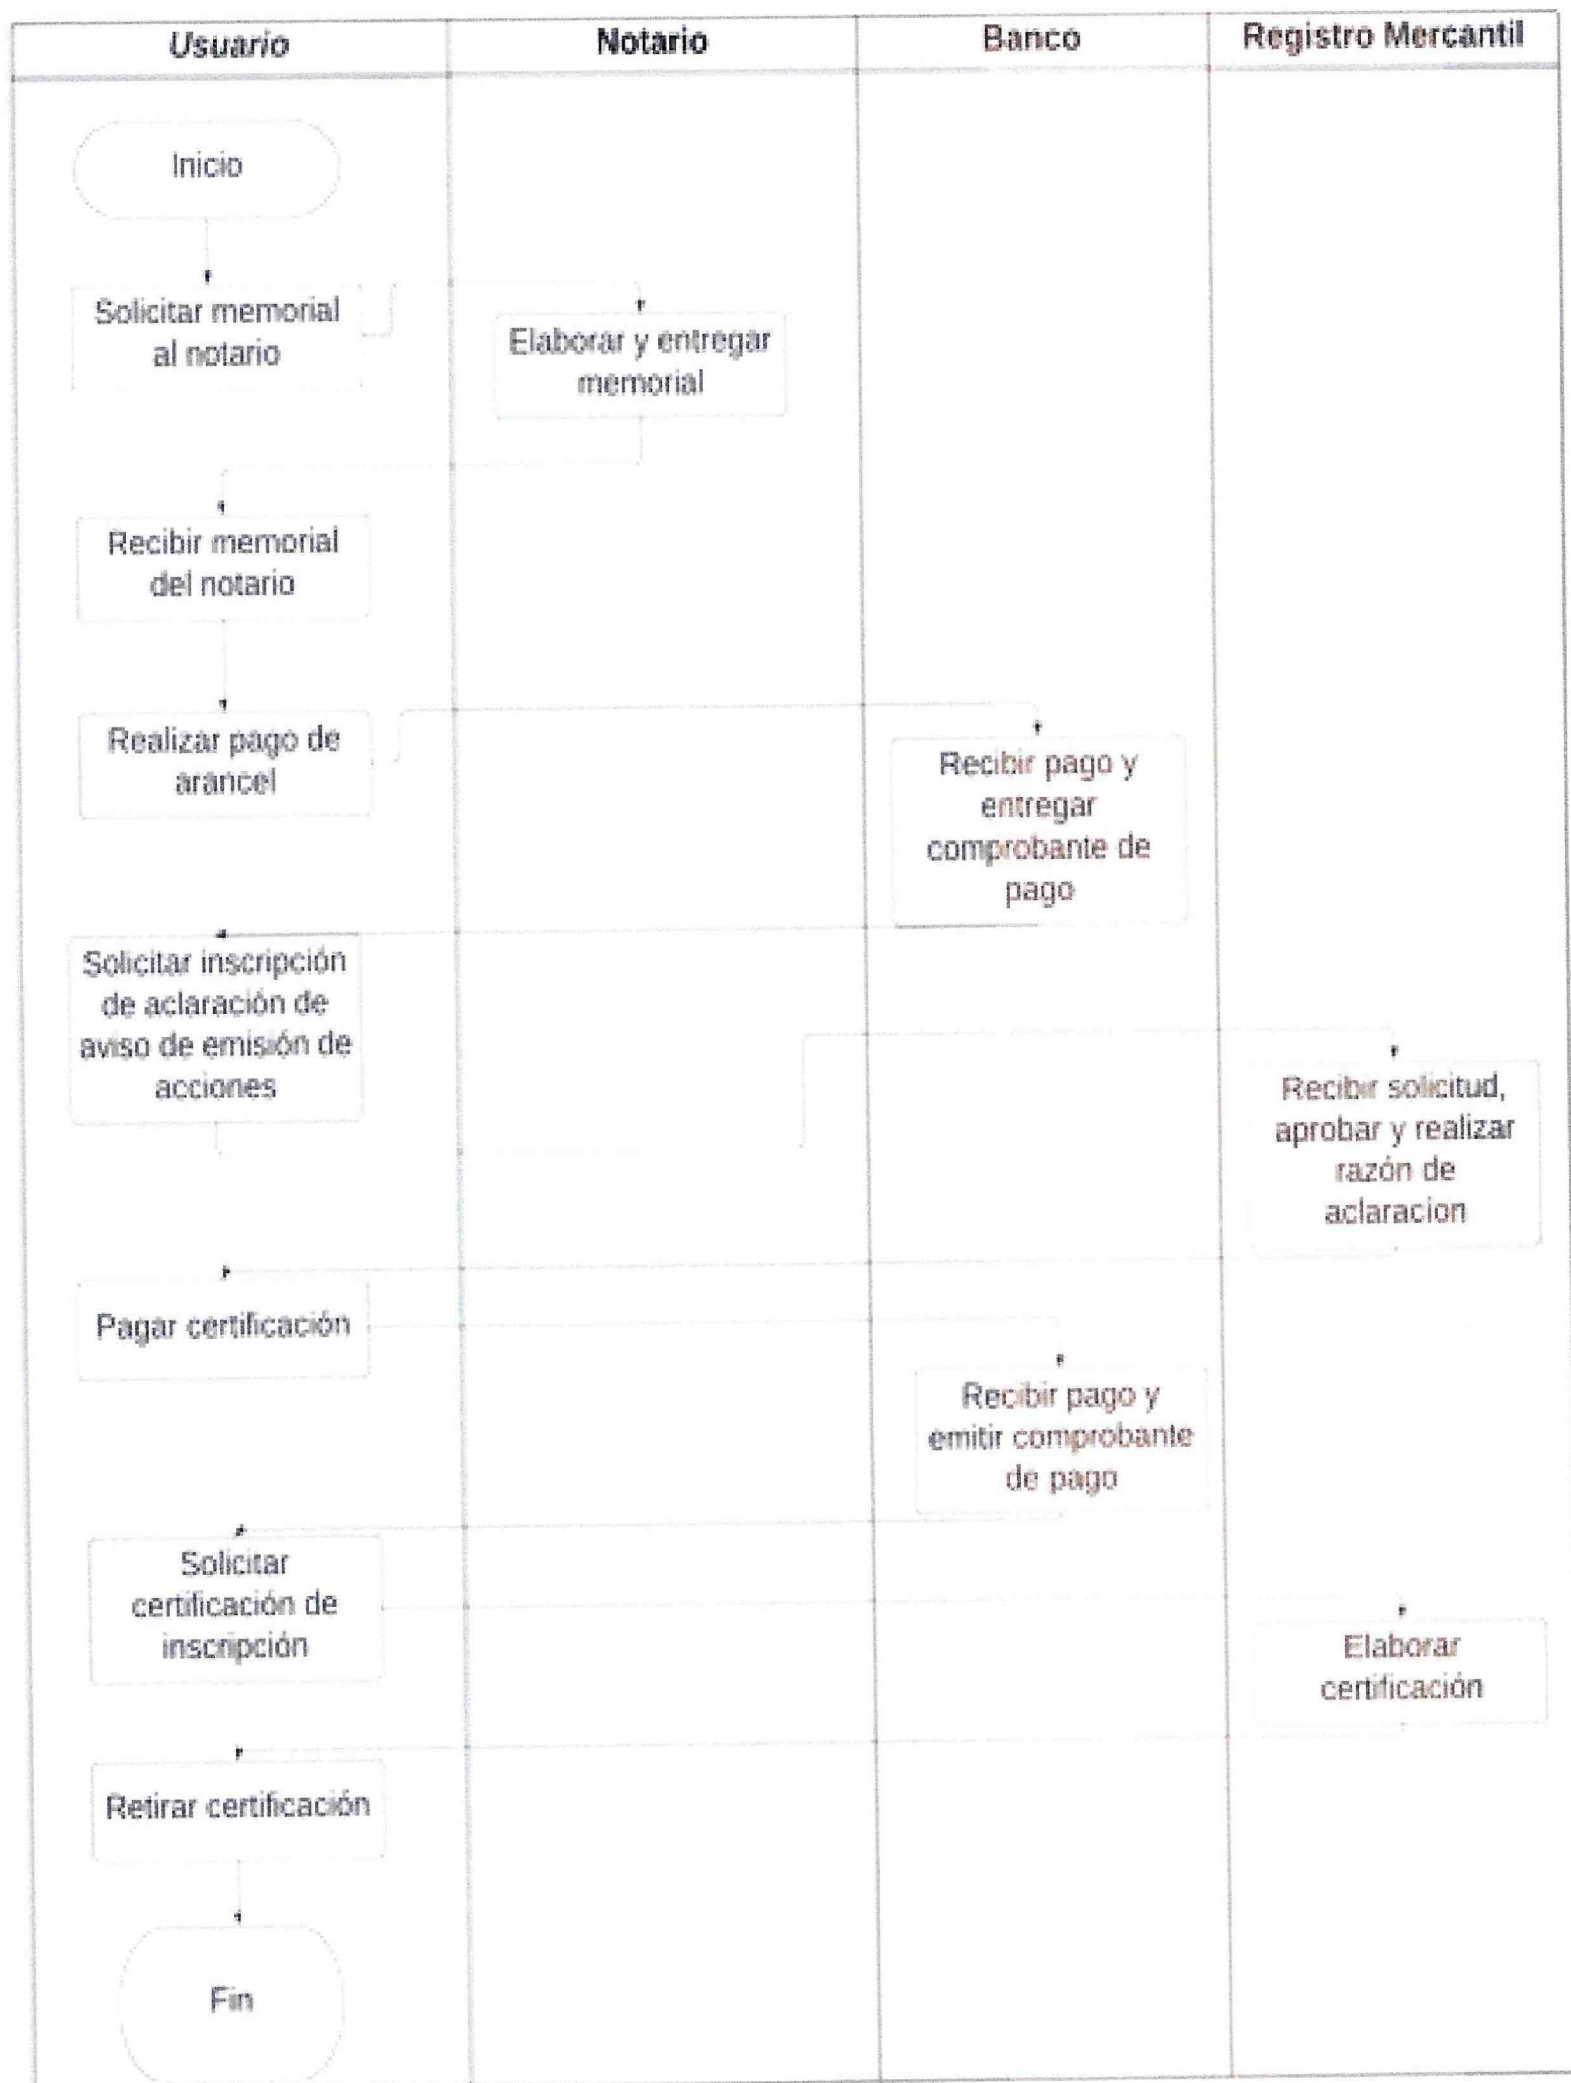 Usuario
Notario
Banco
Registro Mercantil
Inicio
Solicitar memorial
al notario
Elaborar y entregar
memorial
Recibir memorial
del notario
Realizar pago de
arancel
Recibir pago y
entregar
comprobante de
pago
Solicitar inscripción
de aclaración de
aviso de emisión de
acciones
Recibir solicitud,
aprobar y realizar
razón de
aclaracion
Pagar certificación
Recibir pago y
emitir comprobante
de pago
Solicitar
certificación de
inscripción
Elaborar
certificación
Retirar certificación
Fin